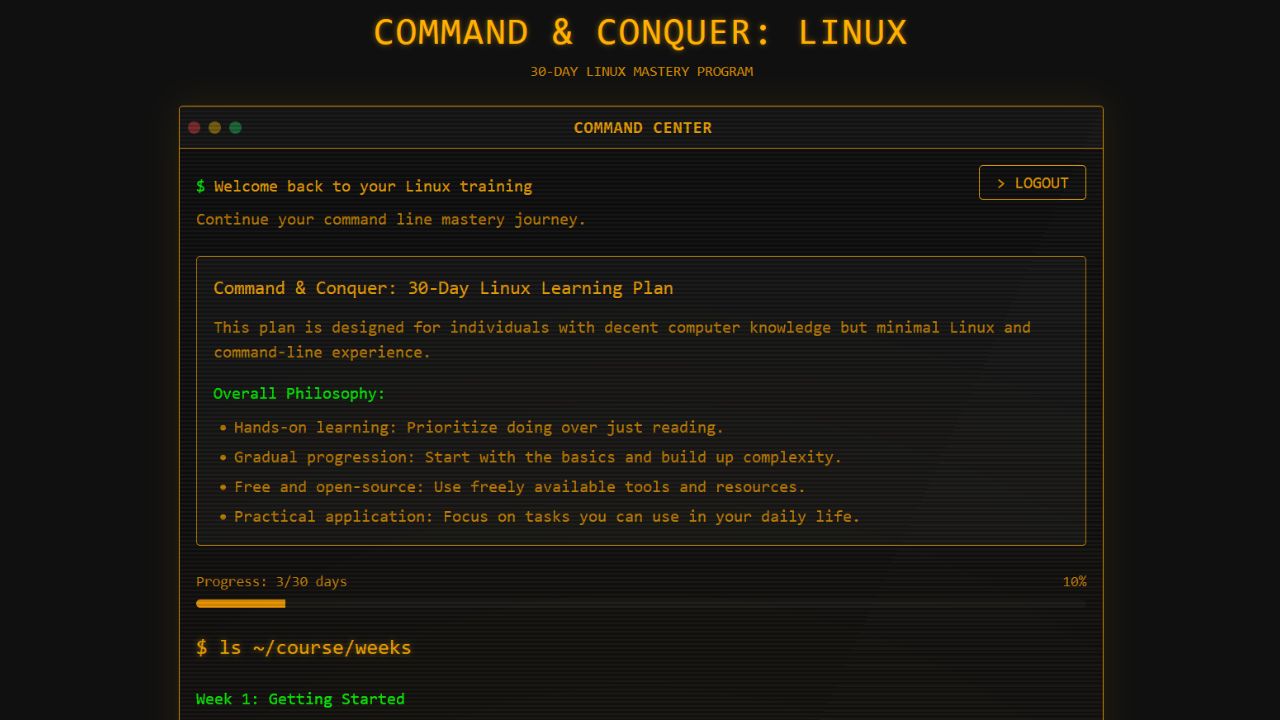 COMMAND & CONQUER: LINUX
30-DAY LINUX MASTERY PROGRAM
COMMAND CENTER
$ Welcome back to your Linux training
> LOGOUT
Continue your command line mastery journey.
Command & Conquer: 30-Day Linux Learning Plan
This plan is designed for individuals with decent computer knowledge but minimal Linux and
command-line experience.
Overall Philosophy:
• Hands-on learning: Prioritize doing over just reading.
• Gradual progression: Start with the basics and build up complexity.
• Free and open-source: Use freely available tools and resources.
• Practical application: Focus on tasks you can use in your daily life.
Progress: 3/30 days 10%
$ ls ~/course/weeks
Week 1: Getting Started